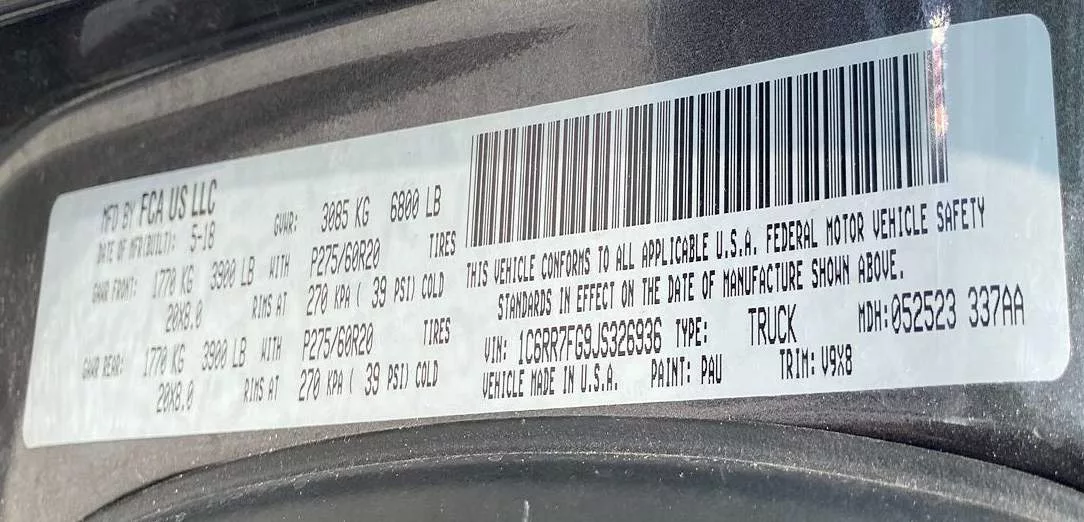 MFD BY FCA US LLC
DATE OF MFR(BUILT): 5-18 GVWR: 3085 KG 6800 LB
GAWR FRONT: 1770 KG 3900 LB WITH P275/60R20 TIRES
20X8.0 RIMS AT 270 KPA ( 39 PSI) COLD
GAWR REAR: 1770 KG 3900 LB WITH P275/60R20 TIRES
20X8.0 RIMS AT 270 KPA ( 39 PSI) COLD
THIS VEHICLE CONFORMS TO ALL APPLICABLE U.S.A. FEDERAL MOTOR VEHICLE SAFETY
STANDARDS IN EFFECT ON THE DATE OF MANUFACTURE SHOWN ABOVE.
VIN: 1C6RR7FG9JS326936 TYPE: TRUCK MDH:052523 337AA
VEHICLE MADE IN U.S.A. PAINT: PAU TRIM: V9X8